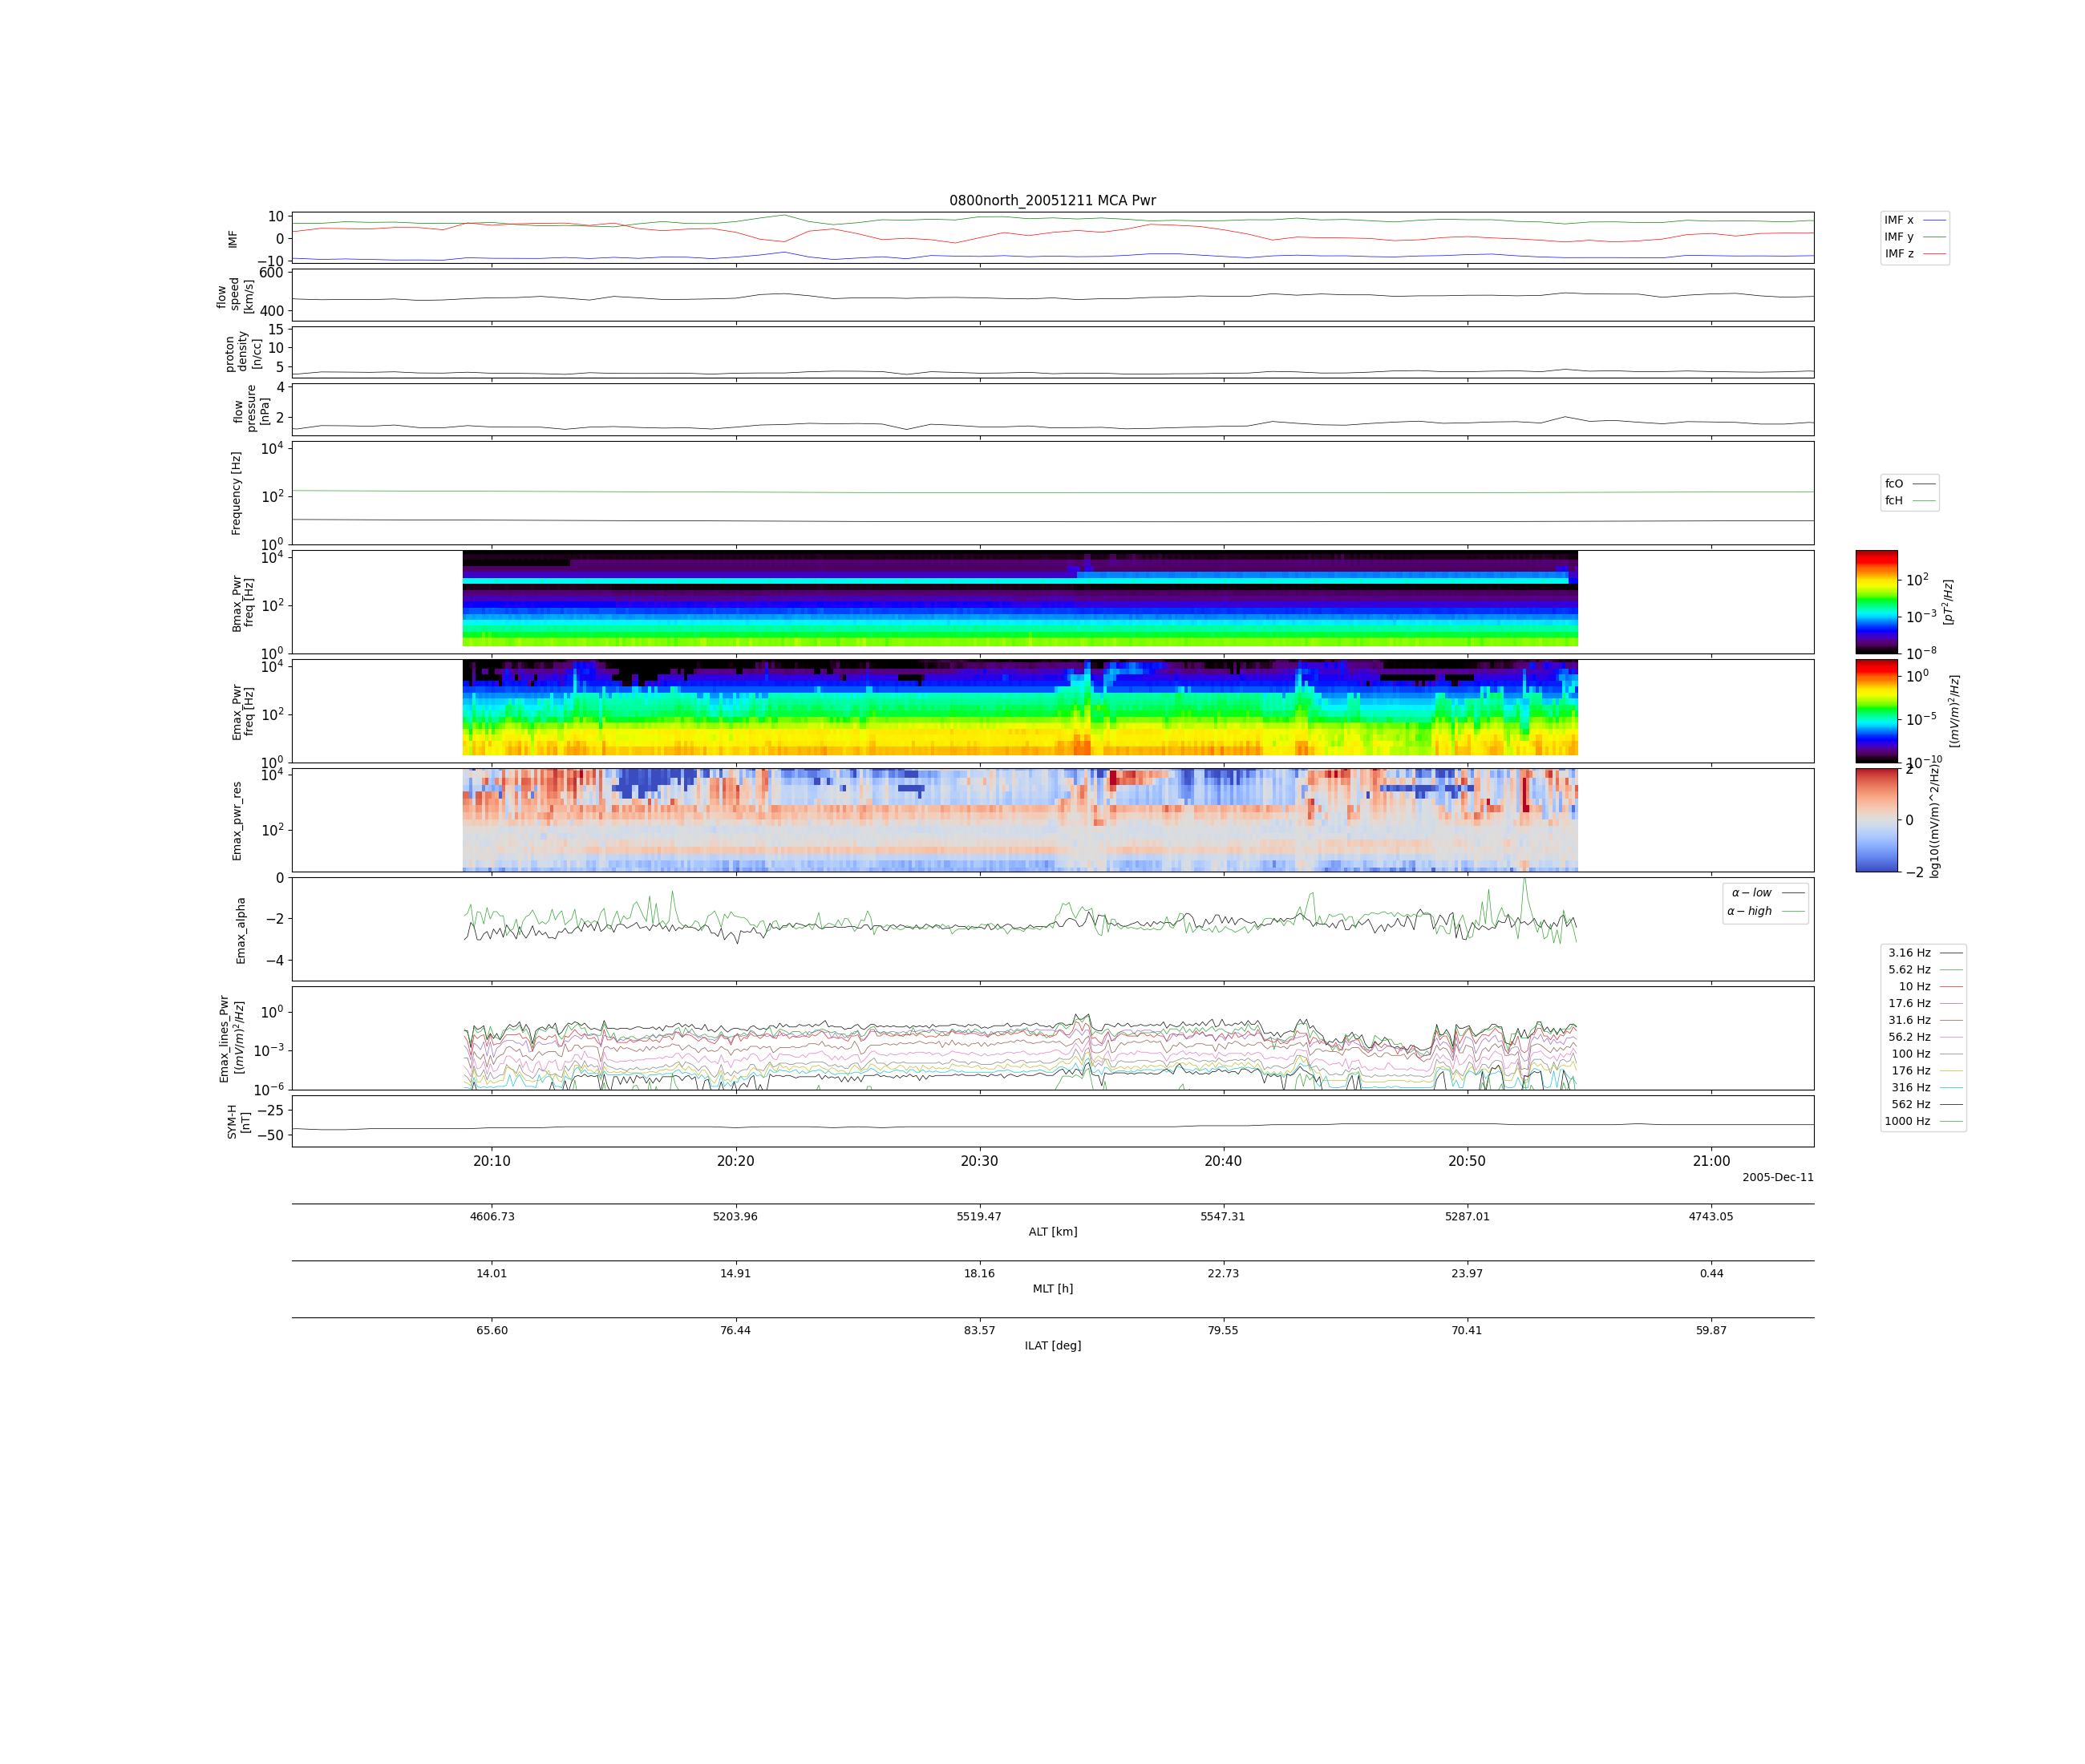 0800north_20051211 MCA Pwr
IMF
10
0
−10
IMF x
IMF y
IMF z
flow
speed
[km/s]
600
400
proton
density
[n/cc]
15
10
5
flow
pressure
[nPa]
4
2
Frequency [Hz]
10^4
10^2
10^0
fcO
fcH
Bmax_Pwr
freq [Hz]
10^4
10^2
10^0
10^2
10^-3
10^-8
[pT^2/Hz]
Emax_Pwr
freq [Hz]
10^4
10^2
10^0
10^0
10^-5
10^-10
[(mV/m)^2/Hz]
Emax_pwr_res
10^4
10^2
2
0
−2
log10((mV/m)^2/Hz)
Emax_alpha
0
−2
−4
α − low
α − high
Emax_lines_Pwr
[(mV/m)^2/Hz]
10^0
10^-3
10^-6
3.16 Hz
5.62 Hz
10 Hz
17.6 Hz
31.6 Hz
56.2 Hz
100 Hz
176 Hz
316 Hz
562 Hz
1000 Hz
SYM-H
[nT]
−25
−50
20:10 20:20 20:30 20:40 20:50 21:00
2005-Dec-11
4606.73 5203.96 5519.47 5547.31 5287.01 4743.05
ALT [km]
14.01 14.91 18.16 22.73 23.97 0.44
MLT [h]
65.60 76.44 83.57 79.55 70.41 59.87
ILAT [deg]